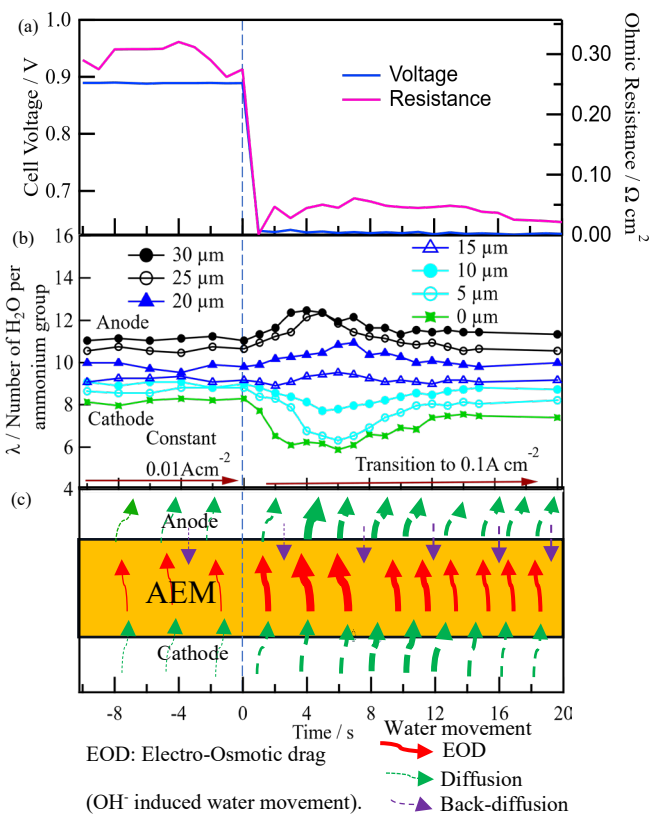 (a)
1.0
0.9
0.8
0.7
Cell Voltage / V
Voltage
Resistance
0.30
0.20
0.10
0.00
Ohmic Resistance / Ω cm2
(b)
16
14
12
10
8
6
4
λ / Number of H2O per
ammonium group
30 µm
25 µm
20 µm
15 µm
10 µm
5 µm
0 µm
Anode
Cathode
Constant
0.01Acm-2
Transition to 0.1A cm-2
(c)
Anode
AEM
Cathode
-8 -4 0 4 8 12 16 20
Time / s
EOD: Electro-Osmotic drag
(OH- induced water movement).
Water movement
EOD
Diffusion
Back-diffusion